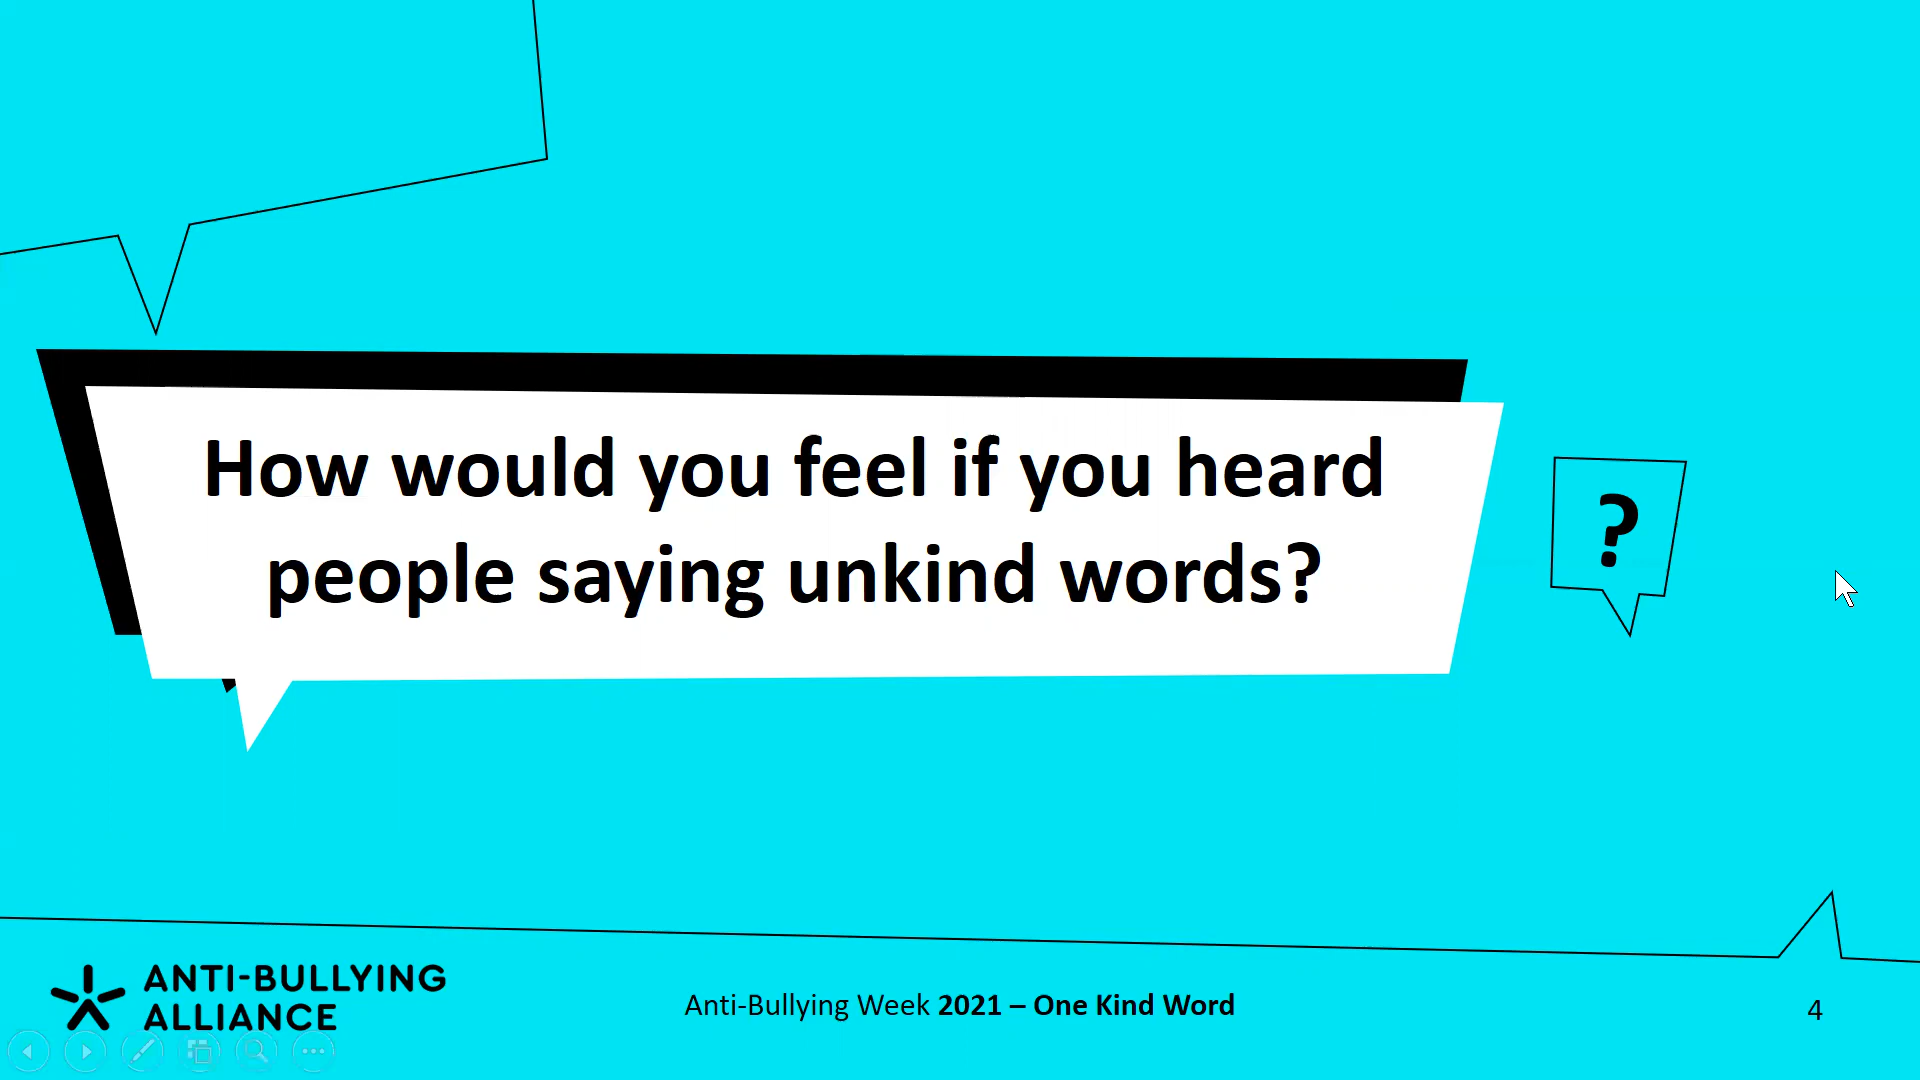 How would you feel if you heard
people saying unkind words?
?
ANTI-BULLYING
ALLIANCE
Anti-Bullying Week 2021 – One Kind Word
4